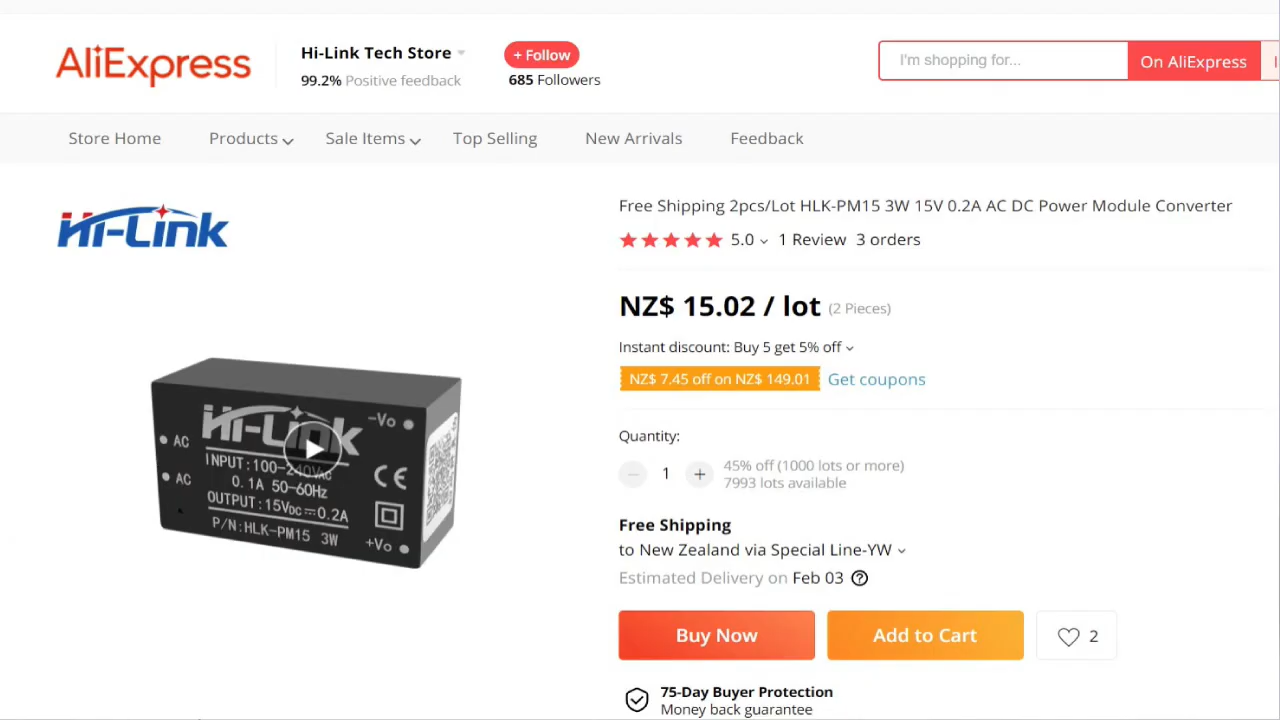 AliExpress
Hi-Link Tech Store
99.2% Positive feedback
+ Follow
685 Followers
I'm shopping for...
On AliExpress
Store Home
Products
Sale Items
Top Selling
New Arrivals
Feedback
Hi-Link
Free Shipping 2pcs/Lot HLK-PM15 3W 15V 0.2A AC DC Power Module Converter
5.0
1 Review
3 orders
NZ$ 15.02 / lot (2 Pieces)
Instant discount: Buy 5 get 5% off
NZ$ 7.45 off on NZ$ 149.01
Get coupons
Hi-Link
-Vo
AC
AC
INPUT:100-240VAC
0.1A 50-60Hz
OUTPUT:15VDC⎓0.2A
P/N:HLK-PM15 3W
CE
+Vo
Quantity:
1
45% off (1000 lots or more)
7993 lots available
Free Shipping
to New Zealand via Special Line-YW
Estimated Delivery on Feb 03
Buy Now
Add to Cart
2
75-Day Buyer Protection
Money back guarantee